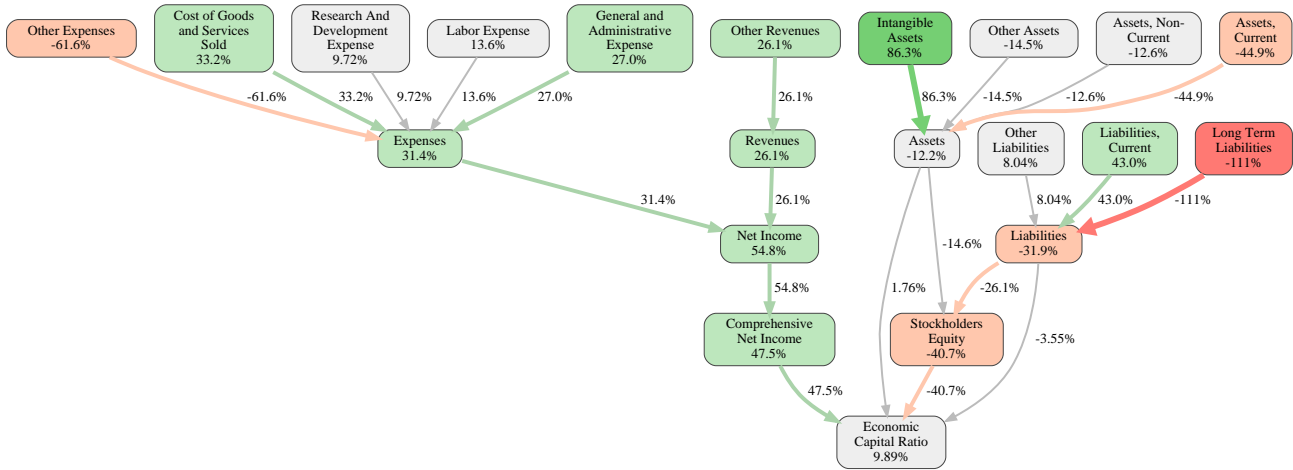 Other Expenses
-61.6%
Cost of Goods
and Services
Sold
33.2%
Research And
Development
Expense
9.72%
Labor Expense
13.6%
General and
Administrative
Expense
27.0%
Other Revenues
26.1%
Intangible
Assets
86.3%
Other Assets
-14.5%
Assets, Non-
Current
-12.6%
Assets,
Current
-44.9%
-61.6%
33.2%
9.72%
13.6%
27.0%
26.1%
86.3%
-14.5%
-12.6%
-44.9%
Expenses
31.4%
Revenues
26.1%
Assets
-12.2%
Other
Liabilities
8.04%
Liabilities,
Current
43.0%
Long Term
Liabilities
-111%
31.4%
26.1%
8.04%
43.0%
-111%
Net Income
54.8%
-14.6%
Liabilities
-31.9%
54.8%
1.76%
-26.1%
Comprehensive
Net Income
47.5%
Stockholders
Equity
-40.7%
-3.55%
47.5%
-40.7%
Economic
Capital Ratio
9.89%